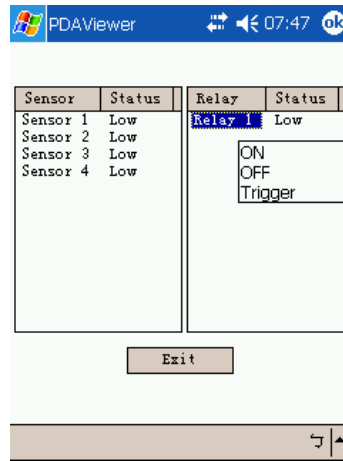 PDAViewer 07:47 ok
Sensor Status Relay Status
Sensor 1 Low Relay 1 Low
Sensor 2 Low
Sensor 3 Low ON
Sensor 4 Low OFF
Trigger
Exit
ㄅ